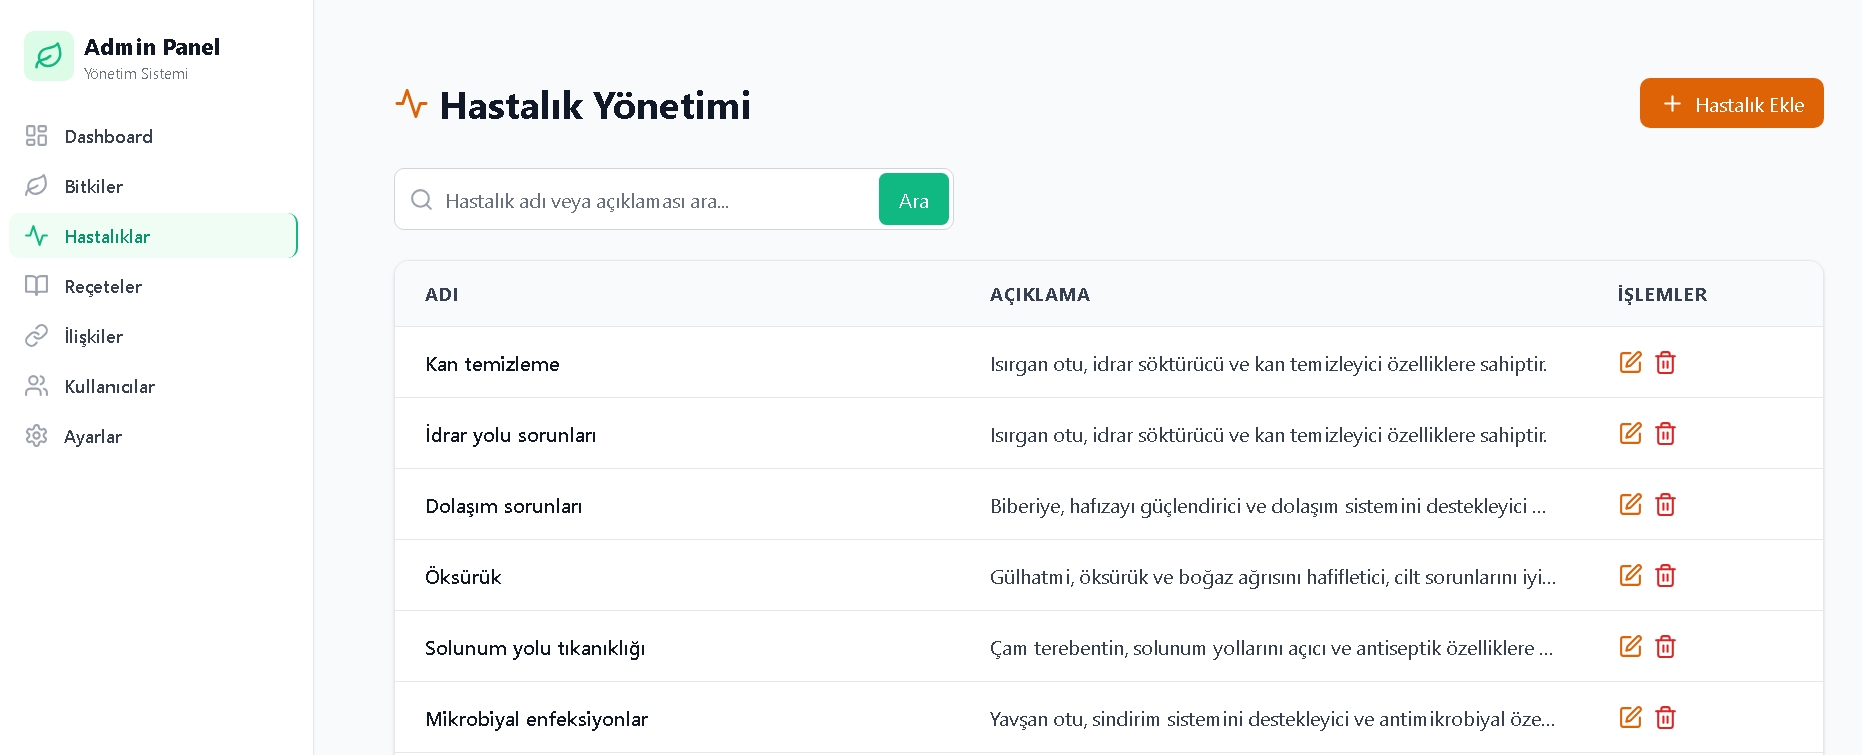 Admin Panel
Yönetim Sistemi
Dashboard
Bitkiler
Hastalıklar
Reçeteler
İlişkiler
Kullanıcılar
Ayarlar
Hastalık Yönetimi
Hastalık Ekle
Hastalık adı veya açıklaması ara...
Ara
ADI AÇIKLAMA İŞLEMLER
Kan temizleme Isırgan otu, idrar söktürücü ve kan temizleyici özelliklere sahiptir.
İdrar yolu sorunları Isırgan otu, idrar söktürücü ve kan temizleyici özelliklere sahiptir.
Dolaşım sorunları Biberiye, hafızayı güçlendirici ve dolaşım sistemini destekleyici ...
Öksürük Gülhatmi, öksürük ve boğaz ağrısını hafifletici, cilt sorunlarını iyi...
Solunum yolu tıkanıklığı Çam terebentin, solunum yollarını açıcı ve antiseptik özelliklere ...
Mikrobiyal enfeksiyonlar Yavşan otu, sindirim sistemini destekleyici ve antimikrobiyal öze...